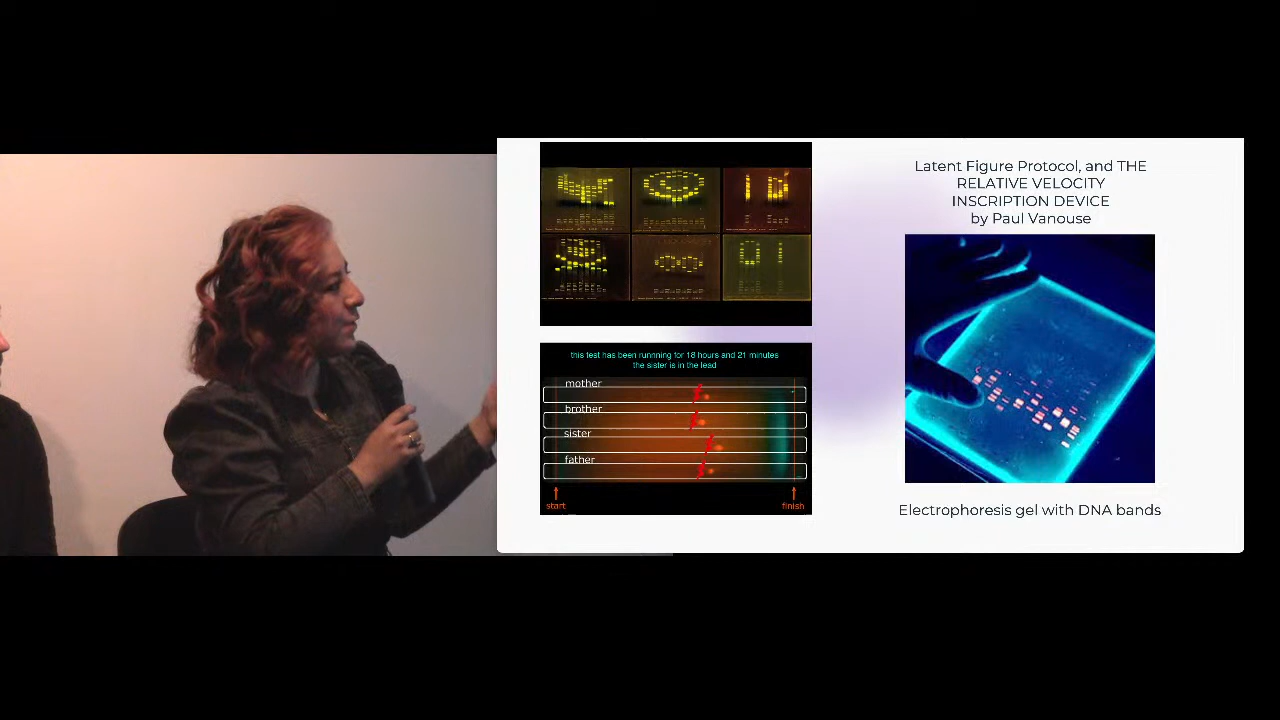 this test has been runnning for 18 hours and 21 minutes
the sister is in the lead
mother
brother
sister
father
start
finish
Latent Figure Protocol, and THE
RELATIVE VELOCITY
INSCRIPTION DEVICE
by Paul Vanouse
Electrophoresis gel with DNA bands